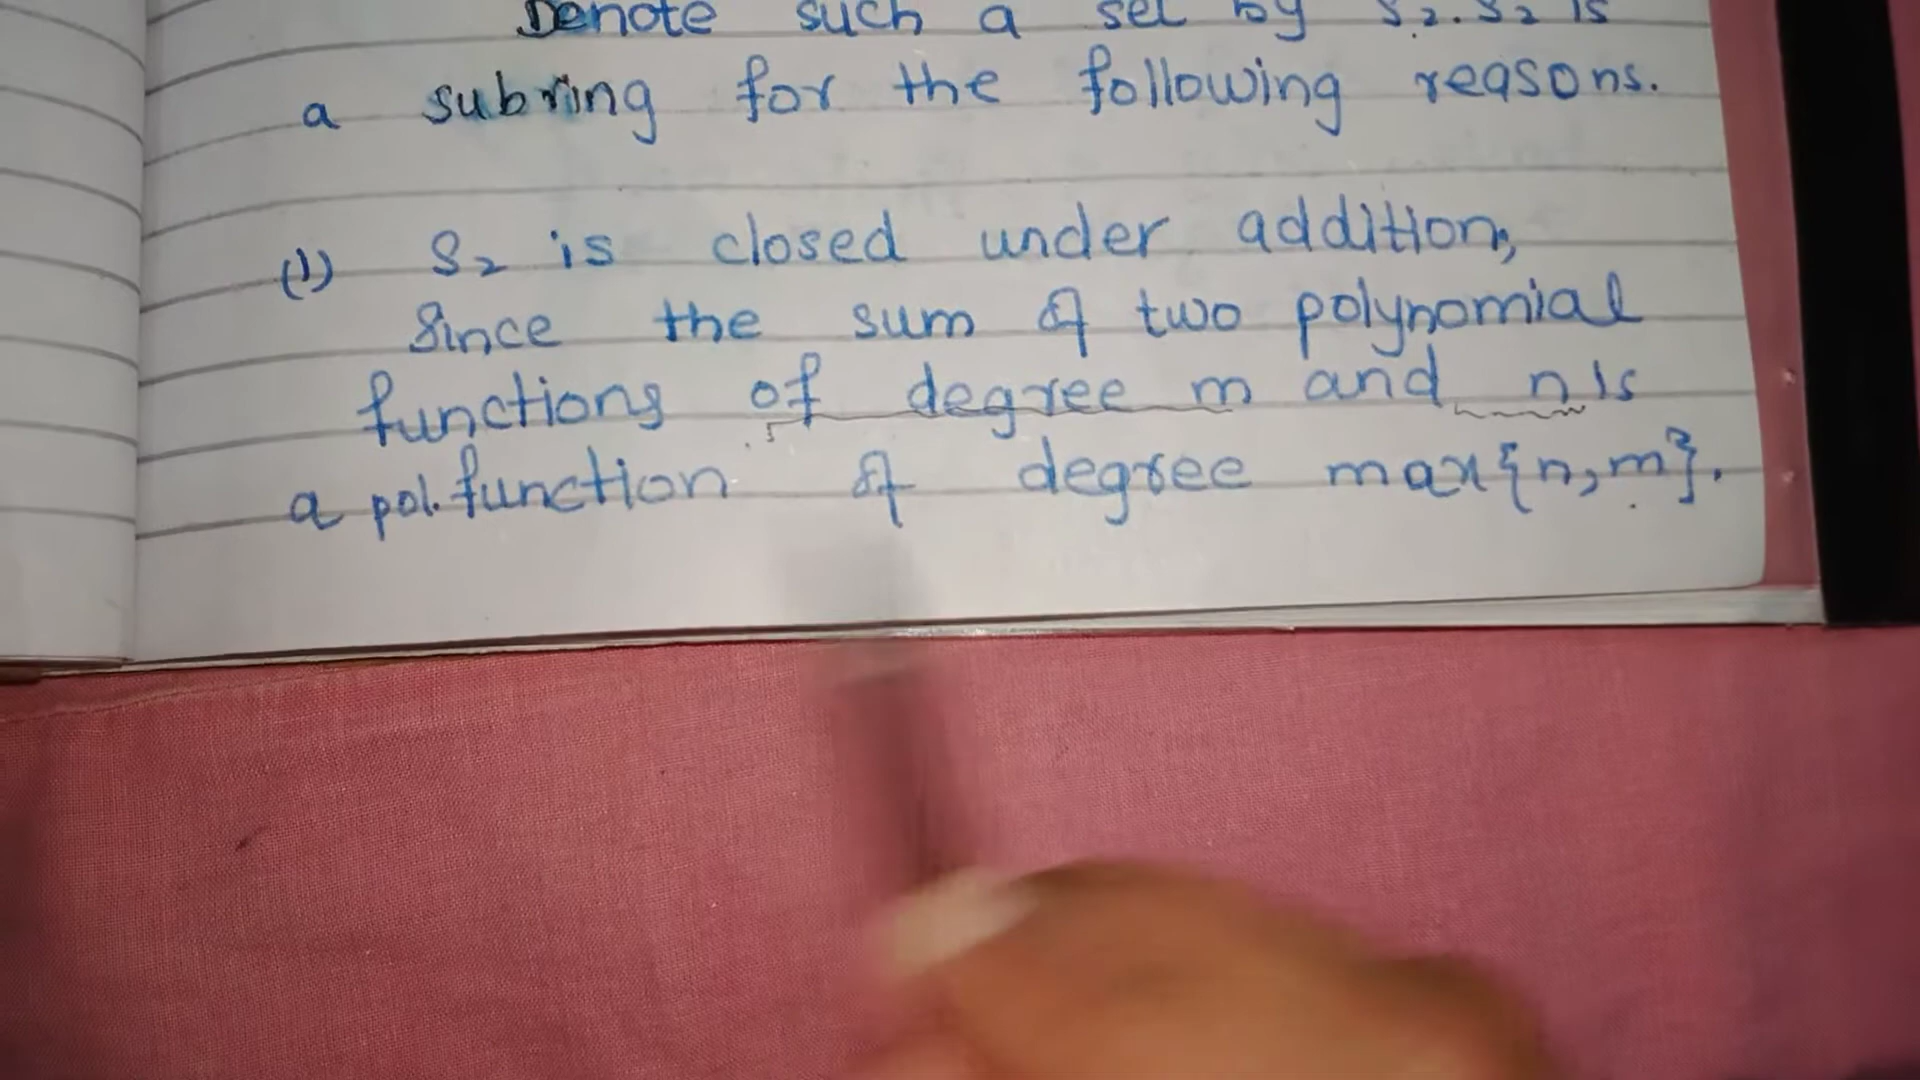 Denote such a set by S₂. S₂ is
a subring for the following reasons.
(1) S₂ is closed under addition,
Since the sum of two polynomial
functions of degree m and n is
a pol. function of degree max{n,m}.